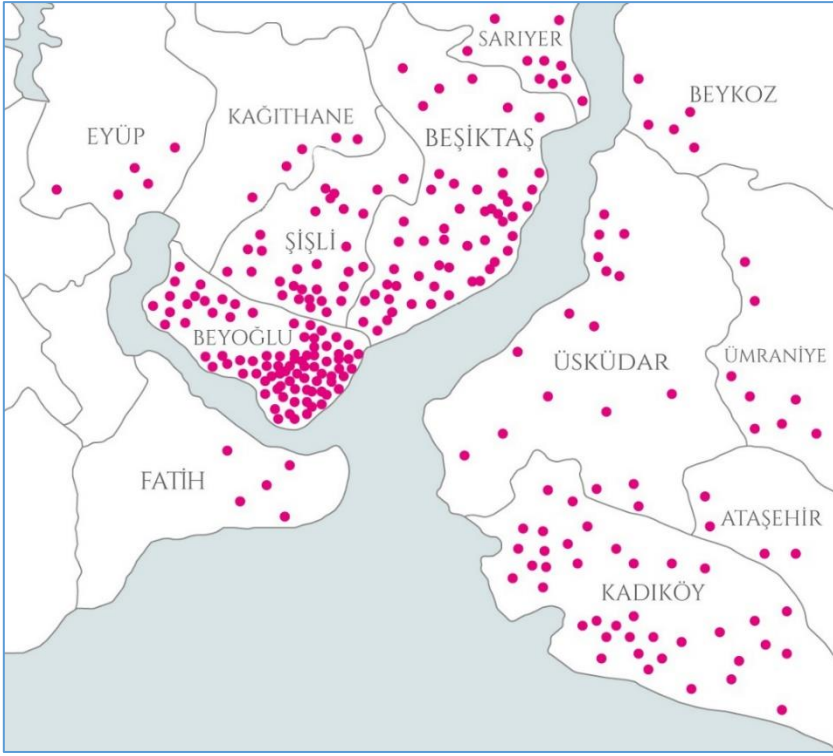 SARIYER
BEYKOZ
KAĞITHANE
EYÜP
BEŞİKTAŞ
ŞİŞLİ
BEYOĞLU
ÜSKÜDAR
ÜMRANİYE
FATİH
ATAŞEHİR
KADIKÖY